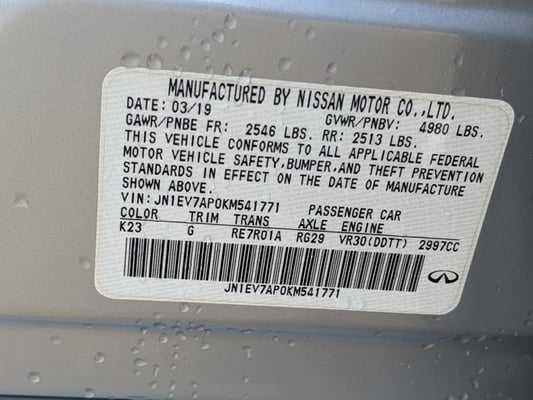 MANUFACTURED BY NISSAN MOTOR CO.,LTD.
DATE: 03/19 GVWR/PNBV: 4980 LBS.
GAWR/PNBE FR: 2546 LBS. RR: 2513 LBS.
THIS VEHICLE CONFORMS TO ALL APPLICABLE FEDERAL
MOTOR VEHICLE SAFETY,BUMPER,AND THEFT PREVENTION
STANDARDS IN EFFECT ON THE DATE OF MANUFACTURE
SHOWN ABOVE.
VIN: JN1EV7AP0KM541771 PASSENGER CAR
COLOR TRIM TRANS AXLE ENGINE
K23 G RE7R01A RG29 VR30(DDTT) 2997CC
JN1EV7AP0KM541771